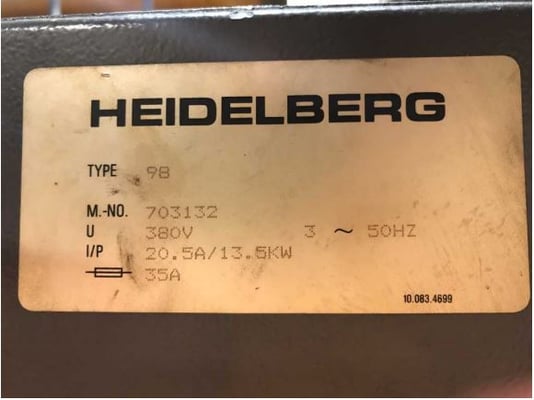 HEIDELBERG
TYPE 98
M.-NO. 703132
U 380V 3 ~ 50HZ
I/P 20.5A/13.5KW
35A
10.083.4699